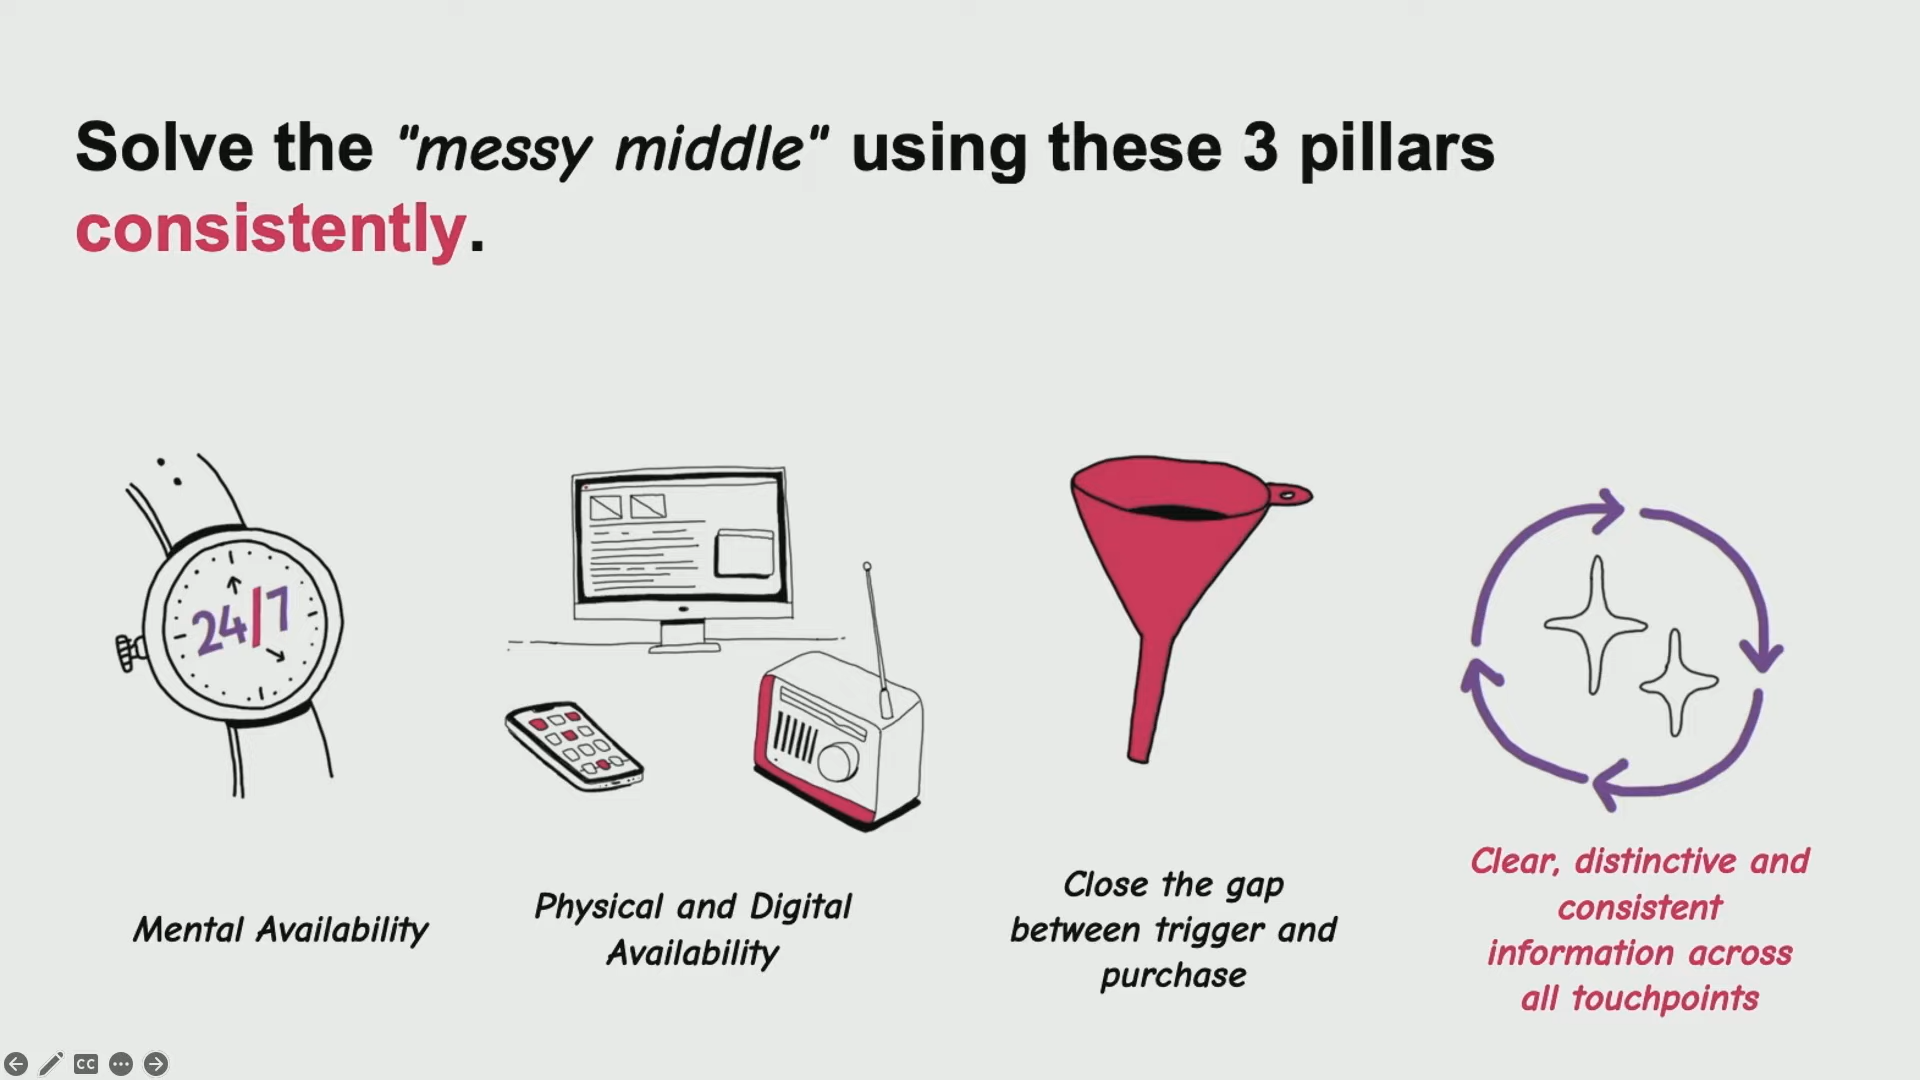 Solve the "messy middle" using these 3 pillars
consistently.
24/7
Mental Availability
Physical and Digital
Availability
Close the gap
between trigger and
purchase
Clear, distinctive and
consistent
information across
all touchpoints
CC